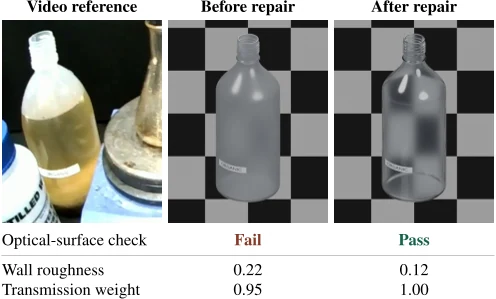 Video reference Before repair After repair
TILLED W
Optical-surface check Fail Pass
Wall roughness 0.22 0.12
Transmission weight 0.95 1.00